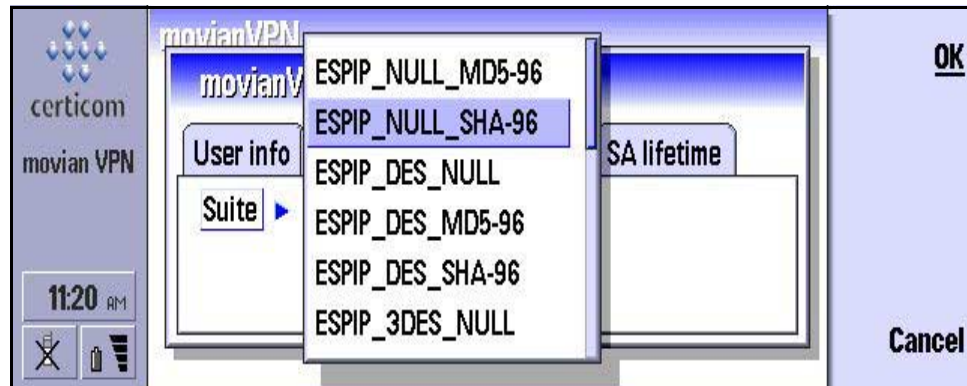 certicom
movian VPN
11:20 AM
movianVPN
movianV
User info
SA lifetime
Suite
ESPIP_NULL_MD5-96
ESPIP_NULL_SHA-96
ESPIP_DES_NULL
ESPIP_DES_MD5-96
ESPIP_DES_SHA-96
ESPIP_3DES_NULL
OK
Cancel